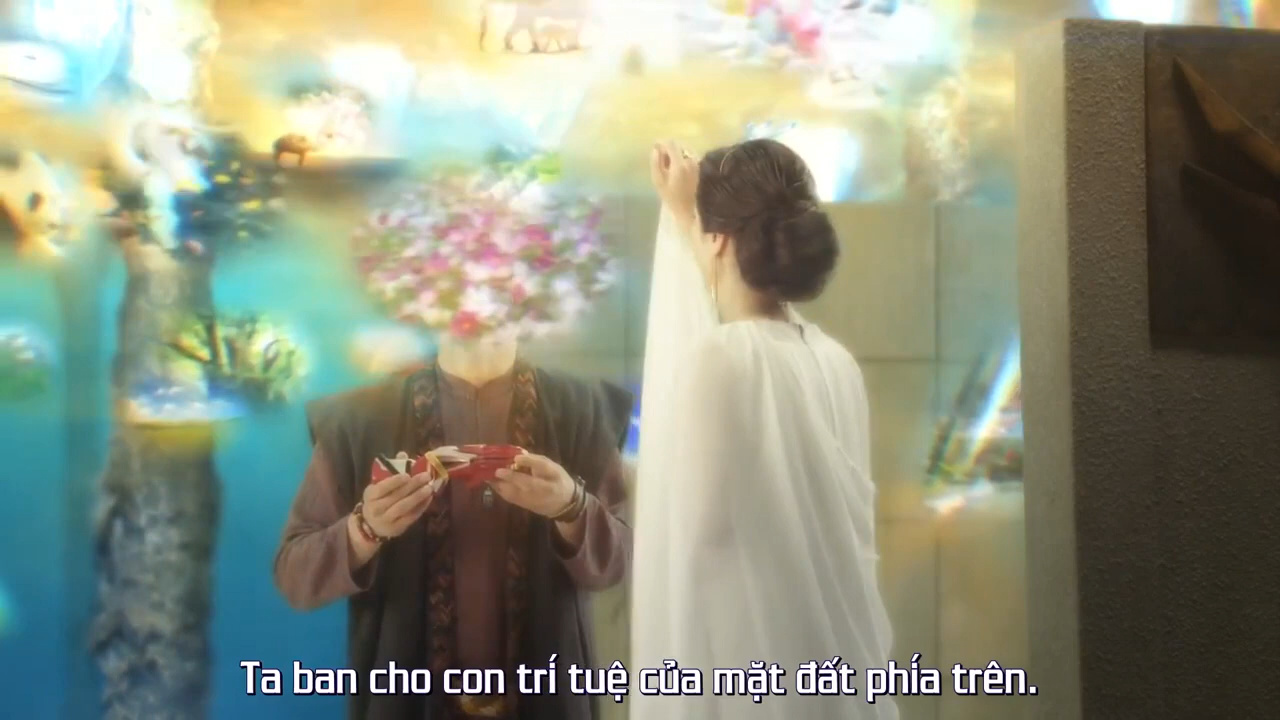 Ta ban cho con trí tuệ của mặt đất phía trên.